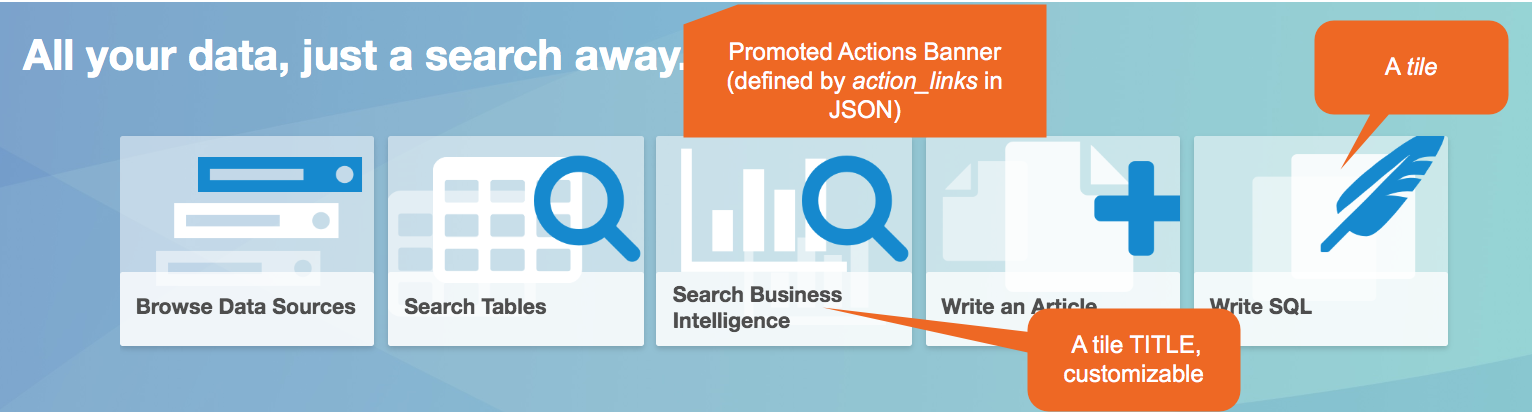 All your data, just a search away.
Promoted Actions Banner
(defined by action_links in
JSON)
A tile
Browse Data Sources
Search Tables
Search Business
Intelligence
Write an Article
Write SQL
A tile TITLE,
customizable